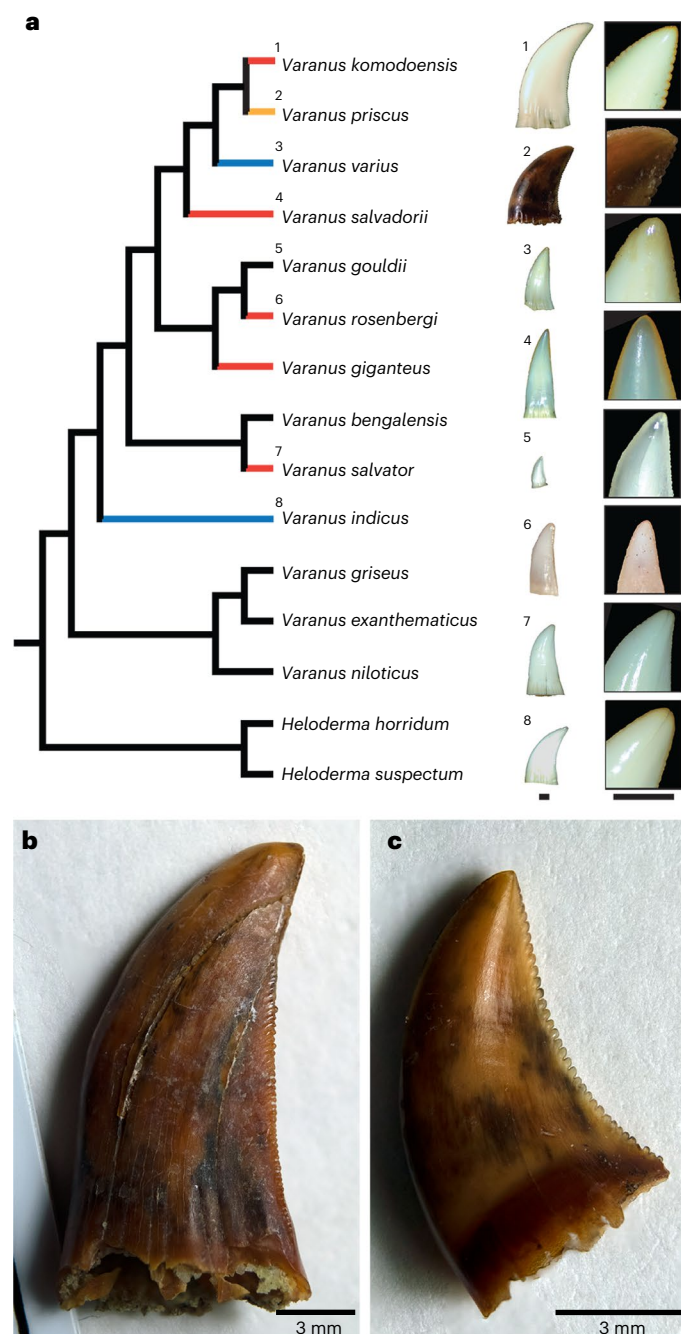 a
1
Varanus komodoensis
2
Varanus priscus
3
Varanus varius
4
Varanus salvadorii
5
Varanus gouldii
6
Varanus rosenbergi
Varanus giganteus
Varanus bengalensis
7
Varanus salvator
8
Varanus indicus
Varanus griseus
Varanus exanthematicus
Varanus niloticus
Heloderma horridum
Heloderma suspectum
1
2
3
4
5
6
7
8
b
3 mm
c
3 mm